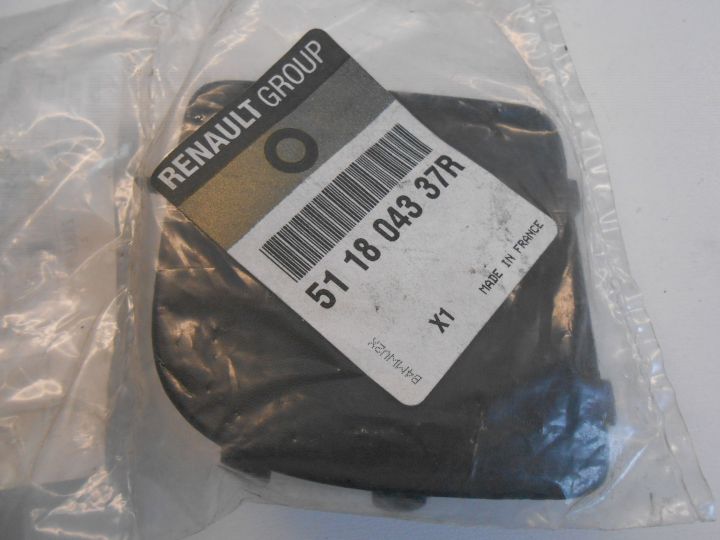 RENAULT GROUP
51 18 043 37R
X1 MADE IN FRANCE